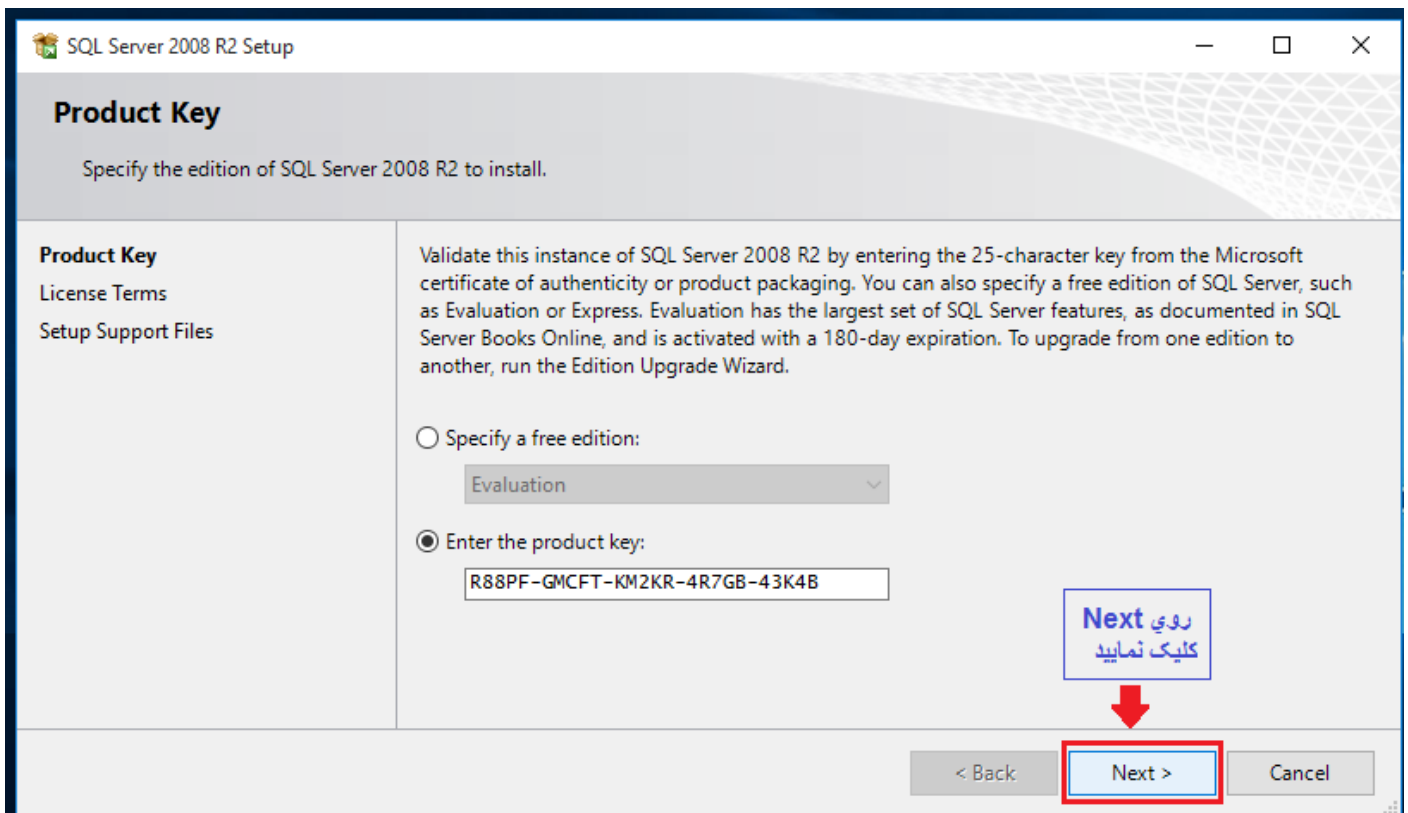 SQL Server 2008 R2 Setup
Product Key
Specify the edition of SQL Server 2008 R2 to install.
Product Key
License Terms
Setup Support Files
Validate this instance of SQL Server 2008 R2 by entering the 25-character key from the Microsoft
certificate of authenticity or product packaging. You can also specify a free edition of SQL Server, such
as Evaluation or Express. Evaluation has the largest set of SQL Server features, as documented in SQL
Server Books Online, and is activated with a 180-day expiration. To upgrade from one edition to
another, run the Edition Upgrade Wizard.
Specify a free edition:
Evaluation
Enter the product key:
R88PF-GMCFT-KM2KR-4R7GB-43K4B
روي Next
کليک نماييد
< Back
Next >
Cancel